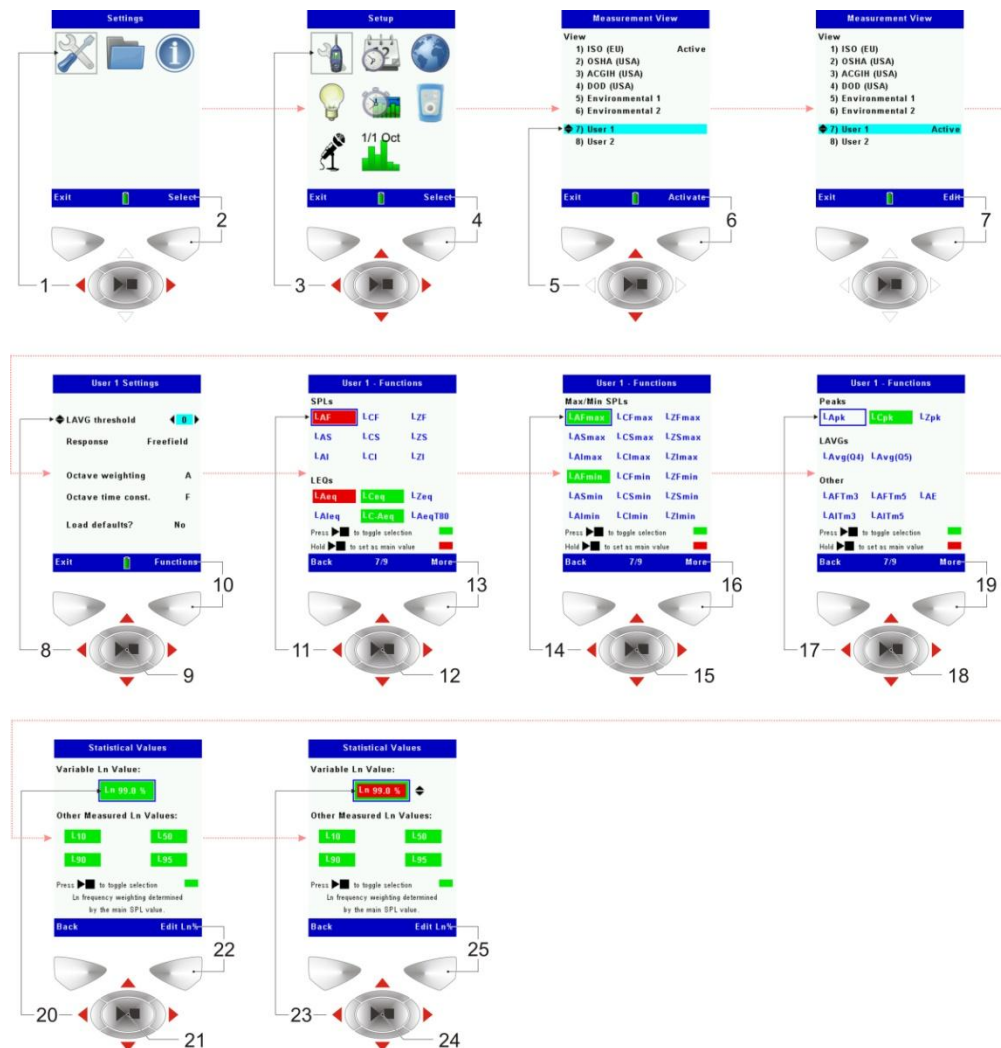 Settings
Exit Select
2
1
Setup
1/1 Oct
Exit Select
4
3
Measurement View
View
1) ISO (EU) Active
2) OSHA (USA)
3) ACGIH (USA)
4) DOD (USA)
5) Environmental 1
6) Environmental 2
7) User 1
8) User 2
Exit Activate
6
5
Measurement View
View
1) ISO (EU)
2) OSHA (USA)
3) ACGIH (USA)
4) DOD (USA)
5) Environmental 1
6) Environmental 2
7) User 1 Active
8) User 2
Exit Edit
7
User 1 Settings
LAVG threshold 0
Response Freefield
Octave weighting A
Octave time const. F
Load defaults? No
Exit Functions
10
8
9
User 1 - Functions
SPLs
LAF LCF LZF
LAS LCS LZS
LAI LCI LZI
LEQs
LAeq LCeq LZeq
LAIeq LC-Aeq LAeqT80
Press to toggle selection
Hold to set as main value
Back 7/9 More
13
11
12
User 1 - Functions
Max/Min SPLs
LAFmax LCFmax LZFmax
LASmax LCSmax LZSmax
LAImax LCImax LZImax
LAFmin LCFmin LZFmin
LASmin LCSmin LZSmin
LAImin LCImin LZImin
Press to toggle selection
Hold to set as main value
Back 7/9 More
16
14
15
User 1 - Functions
Peaks
LApk LCpk LZpk
LAVGs
LAvg(Q4) LAvg(Q5)
Other
LAFTm3 LAFTm5 LAE
LAITm3 LAITm5
Press to toggle selection
Hold to set as main value
Back 7/9 More
19
17
18
Statistical Values
Variable Ln Value:
Ln 99.0 %
Other Measured Ln Values:
L10 L50
L90 L95
Press to toggle selection
Ln frequency weighting determined
by the main SPL value.
Back Edit Ln%
22
20
21
Statistical Values
Variable Ln Value:
Ln 99.0 %
Other Measured Ln Values:
L10 L50
L90 L95
Press to toggle selection
Ln frequency weighting determined
by the main SPL value.
Back Edit Ln%
25
23
24